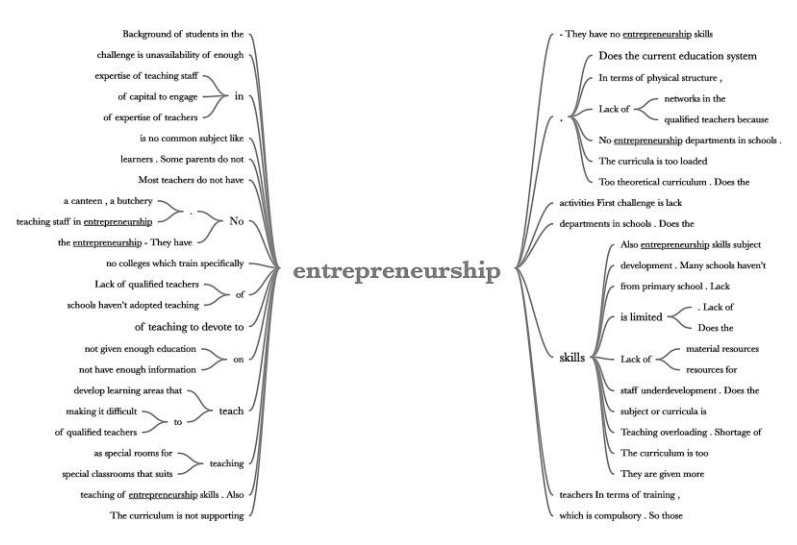 Background of students in the
challenge is unavailability of enough
expertise of teaching staff
of capital to engage
in
of expertise of teachers
is no common subject like
learners . Some parents do not
Most teachers do not have
a canteen , a butchery
.
teaching staff in entrepreneurship
No
the entrepreneurship - They have
no colleges which train specifically
Lack of qualified teachers
of
schools haven't adopted teaching
of teaching to devote to
not given enough education
on
not have enough information
develop learning areas that
making it difficult
to
teach
of qualified teachers
as special rooms for
teaching
special classrooms that suits
teaching of entrepreneurship skills . Also
The curriculum is not supporting
entrepreneurship
- They have no entrepreneurship skills
Does the current education system
In terms of physical structure ,
.
Lack of
networks in the
qualified teachers because
No entrepreneurship departments in schools .
The curricula is too loaded
Too theoretical curriculum . Does the
activities First challenge is lack
departments in schools . Does the
skills
Also entrepreneurship skills subject
development . Many schools haven't
from primary school . Lack
is limited
. Lack of
Does the
Lack of
material resources
resources for
staff underdevelopment . Does the
subject or curricula is
Teaching overloading . Shortage of
The curriculum is too
They are given more
teachers In terms of training ,
which is compulsory . So those